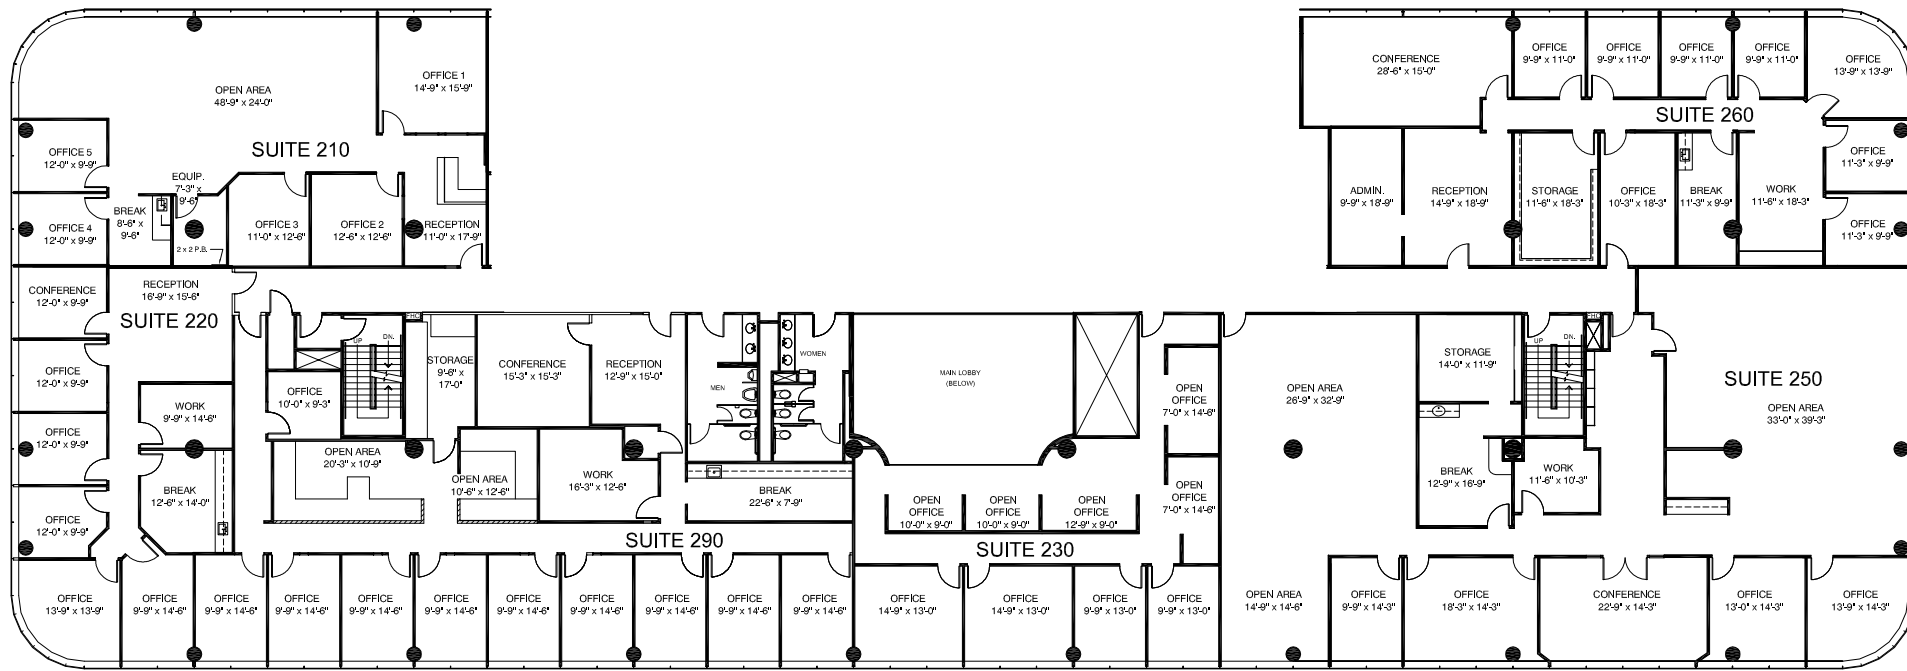 OPEN AREA
48'-9" x 24'-0"
OFFICE 1
14'-9" x 15'-9"
SUITE 210
OFFICE 5
12'-0" x 9'-9"
EQUIP.
7'-3" x
9'-6"
OFFICE 4
12'-0" x 9'-9"
BREAK
8'-6" x
9'-6"
2 x 2 P.B.
OFFICE 3
11'-0" x 12'-6"
OFFICE 2
12'-6" x 12'-6"
RECEPTION
11'-0" x 17'-9"
CONFERENCE
28'-6" x 15'-0"
OFFICE
9'-9" x 11'-0"
OFFICE
9'-9" x 11'-0"
OFFICE
9'-9" x 11'-0"
OFFICE
9'-9" x 11'-0"
OFFICE
13'-9" x 13'-9"
SUITE 260
OFFICE
11'-3" x 9'-9"
ADMIN.
9'-9" x 18'-9"
RECEPTION
14'-9" x 18'-9"
STORAGE
11'-6" x 18'-3"
OFFICE
10'-3" x 18'-3"
BREAK
11'-3" x 9'-9"
WORK
11'-6" x 18'-3"
OFFICE
11'-3" x 9'-9"
CONFERENCE
12'-0" x 9'-9"
RECEPTION
16'-9" x 15'-6"
SUITE 220
OFFICE
12'-0" x 9'-9"
WORK
9'-9" x 14'-6"
OFFICE
12'-0" x 9'-9"
BREAK
12'-6" x 14'-0"
OFFICE
12'-0" x 9'-9"
OFFICE
10'-0" x 9'-3"
UP
DN.
FHC
STORAGE
9'-6" x
17'-0"
CONFERENCE
15'-3" x 15'-3"
RECEPTION
12'-9" x 15'-0"
MEN
WOMEN
MAIN LOBBY
(BELOW)
OPEN AREA
20'-3" x 10'-9"
OPEN AREA
10'-6" x 12'-6"
WORK
16'-3" x 12'-6"
BREAK
22'-6" x 7'-9"
SUITE 290
OPEN
OFFICE
10'-0" x 9'-0"
OPEN
OFFICE
10'-0" x 9'-0"
OPEN
OFFICE
12'-9" x 9'-0"
OPEN
OFFICE
7'-0" x 14'-6"
OPEN
OFFICE
7'-0" x 14'-6"
SUITE 230
OPEN AREA
26'-9" x 32'-9"
STORAGE
14'-0" x 11'-9"
UP
DN.
FHC
BREAK
12'-9" x 16'-9"
WORK
11'-6" x 10'-3"
SUITE 250
OPEN AREA
33'-0" x 39'-3"
OFFICE
13'-9" x 13'-9"
OFFICE
9'-9" x 14'-6"
OFFICE
9'-9" x 14'-6"
OFFICE
9'-9" x 14'-6"
OFFICE
9'-9" x 14'-6"
OFFICE
9'-9" x 14'-6"
OFFICE
9'-9" x 14'-6"
OFFICE
9'-9" x 14'-6"
OFFICE
9'-9" x 14'-6"
OFFICE
9'-9" x 14'-6"
OFFICE
9'-9" x 14'-6"
OFFICE
14'-9" x 13'-0"
OFFICE
14'-9" x 13'-0"
OFFICE
9'-9" x 13'-0"
OFFICE
9'-9" x 13'-0"
OPEN AREA
14'-9" x 14'-6"
OFFICE
9'-9" x 14'-3"
OFFICE
18'-3" x 14'-3"
CONFERENCE
22'-9" x 14'-3"
OFFICE
13'-0" x 14'-3"
OFFICE
13'-9" x 14'-3"